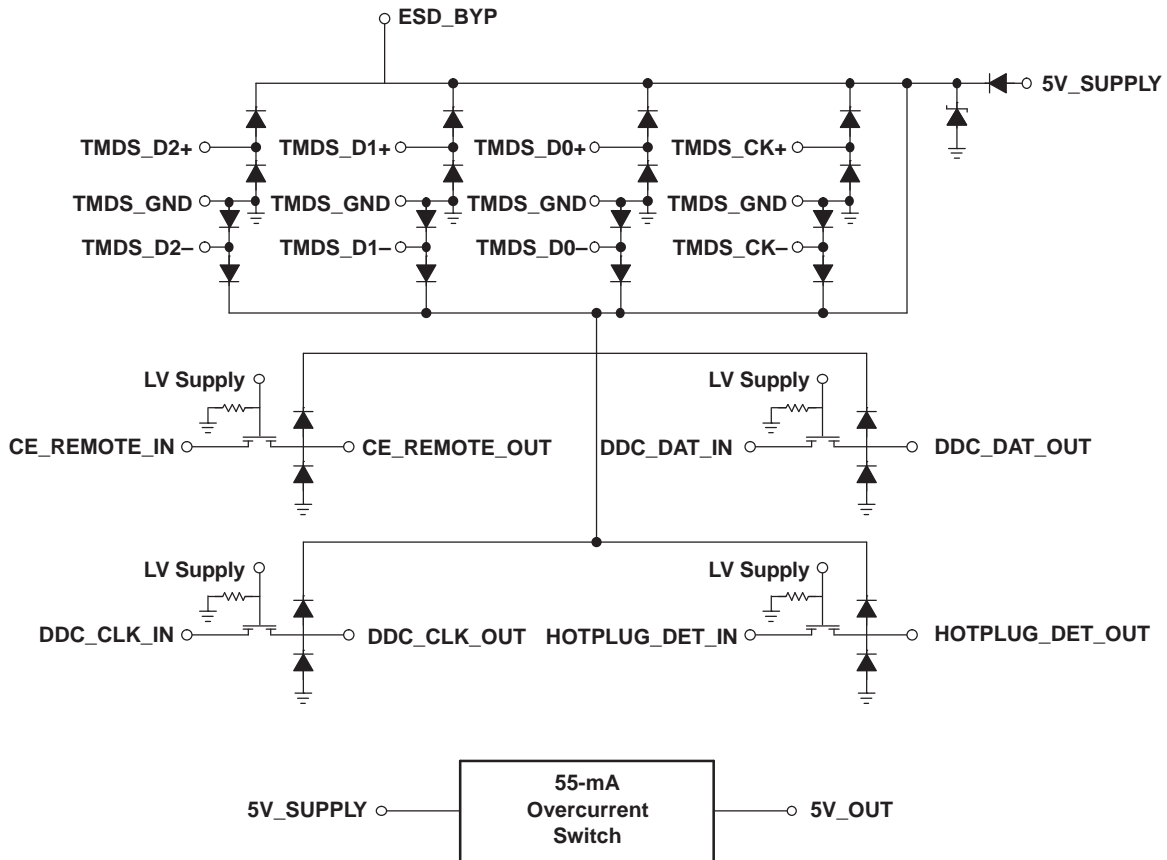 ESD_BYP
5V_SUPPLY
TMDS_D2+
TMDS_D1+
TMDS_D0+
TMDS_CK+
TMDS_GND
TMDS_GND
TMDS_GND
TMDS_GND
TMDS_D2–
TMDS_D1–
TMDS_D0–
TMDS_CK–
LV Supply
LV Supply
CE_REMOTE_IN
CE_REMOTE_OUT
DDC_DAT_IN
DDC_DAT_OUT
LV Supply
LV Supply
DDC_CLK_IN
DDC_CLK_OUT
HOTPLUG_DET_IN
HOTPLUG_DET_OUT
5V_SUPPLY
55-mA
Overcurrent
Switch
5V_OUT